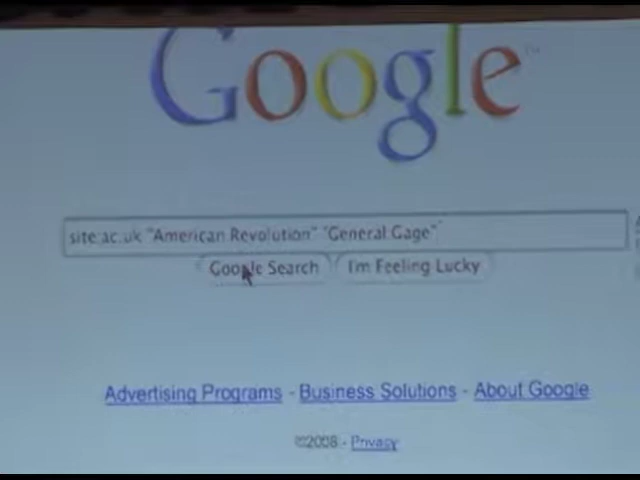 Google™
site:ac.uk "American Revolution" "General Gage"
Google Search I'm Feeling Lucky
Advertising Programs - Business Solutions - About Google
©2008 - Privacy